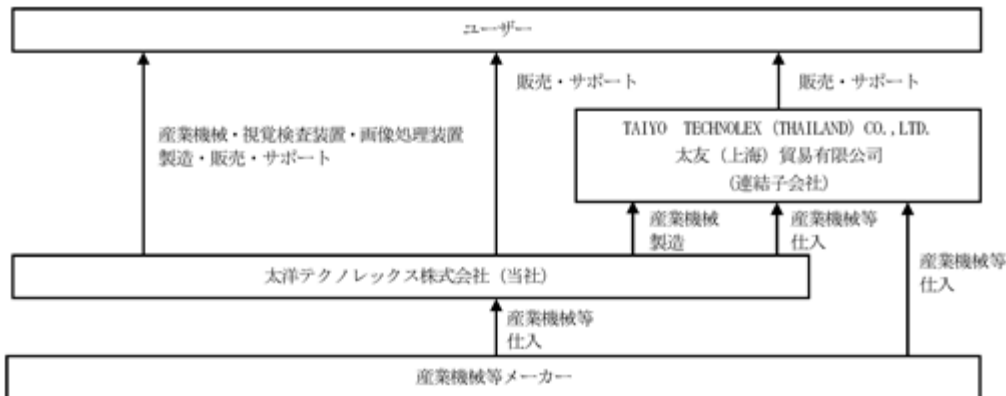 ユーザー
販売・サポート
販売・サポート
産業機械・視覚検査装置・画像処理装置
製造・販売・サポート
TAIYO TECHNOLEX (THAILAND) CO.,LTD.
太友（上海）貿易有限公司
（連結子会社）
産業機械
製造
産業機械等
仕入
産業機械等
仕入
太洋テクノレックス株式会社（当社）
産業機械等
仕入
産業機械等メーカー